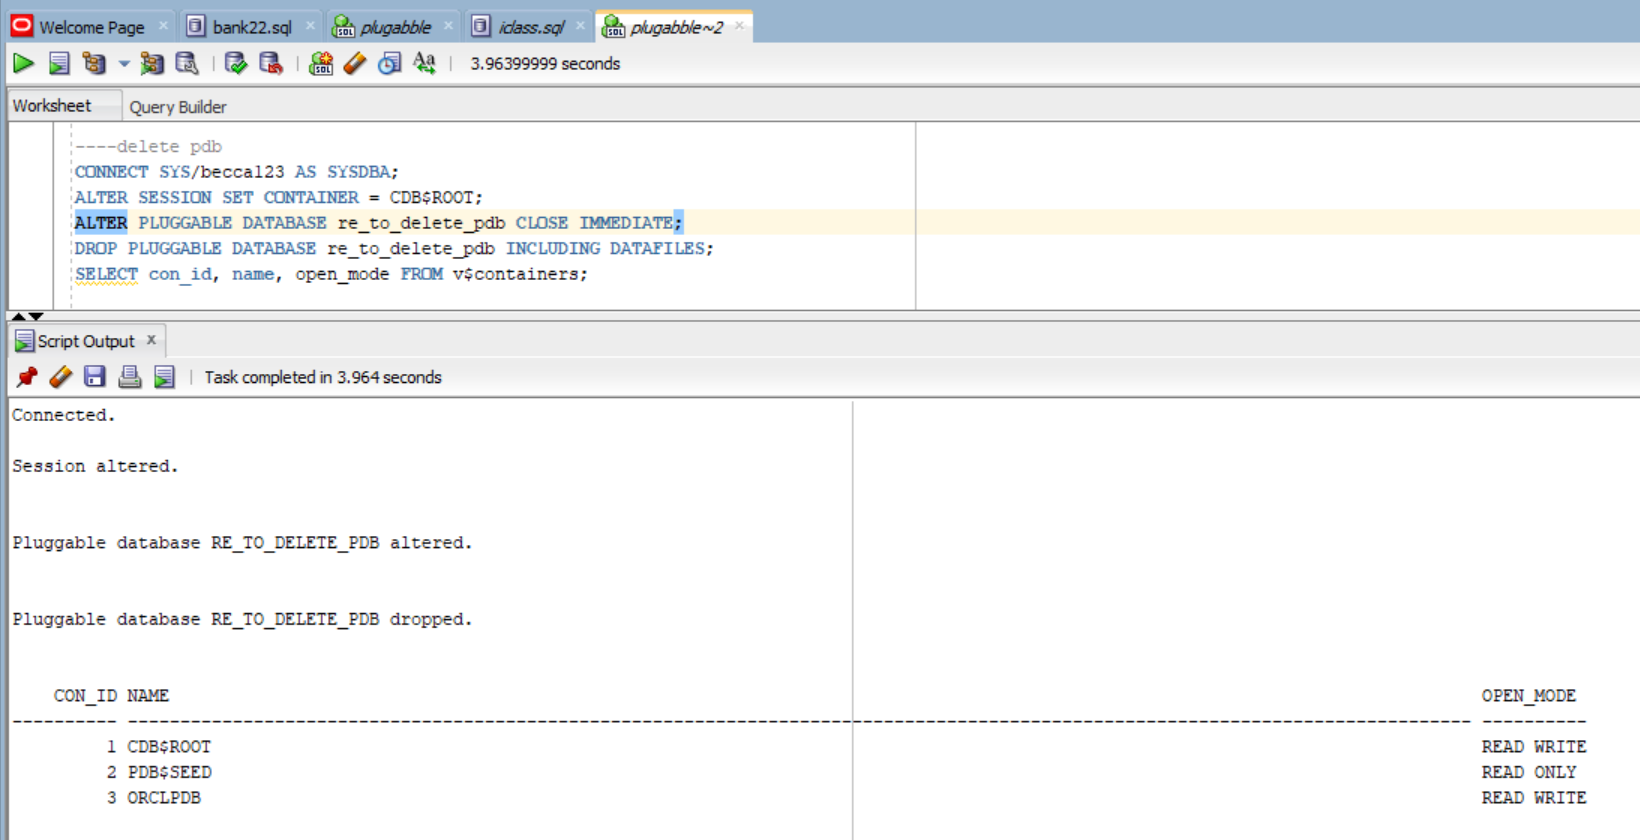 Welcome Page bank22.sql plugabble iclass.sql plugabble~2
3.96399999 seconds
Worksheet Query Builder
----delete pdb
CONNECT SYS/becca123 AS SYSDBA;
ALTER SESSION SET CONTAINER = CDB$ROOT;
ALTER PLUGGABLE DATABASE re_to_delete_pdb CLOSE IMMEDIATE;
DROP PLUGGABLE DATABASE re_to_delete_pdb INCLUDING DATAFILES;
SELECT con_id, name, open_mode FROM v$containers;
Script Output x
Task completed in 3.964 seconds
Connected.
Session altered.
Pluggable database RE_TO_DELETE_PDB altered.
Pluggable database RE_TO_DELETE_PDB dropped.
CON_ID NAME OPEN_MODE
---------- -------------------------------------------------------------------------------------------------------------------------------- ----------
1 CDB$ROOT READ WRITE
2 PDB$SEED READ ONLY
3 ORCLPDB READ WRITE